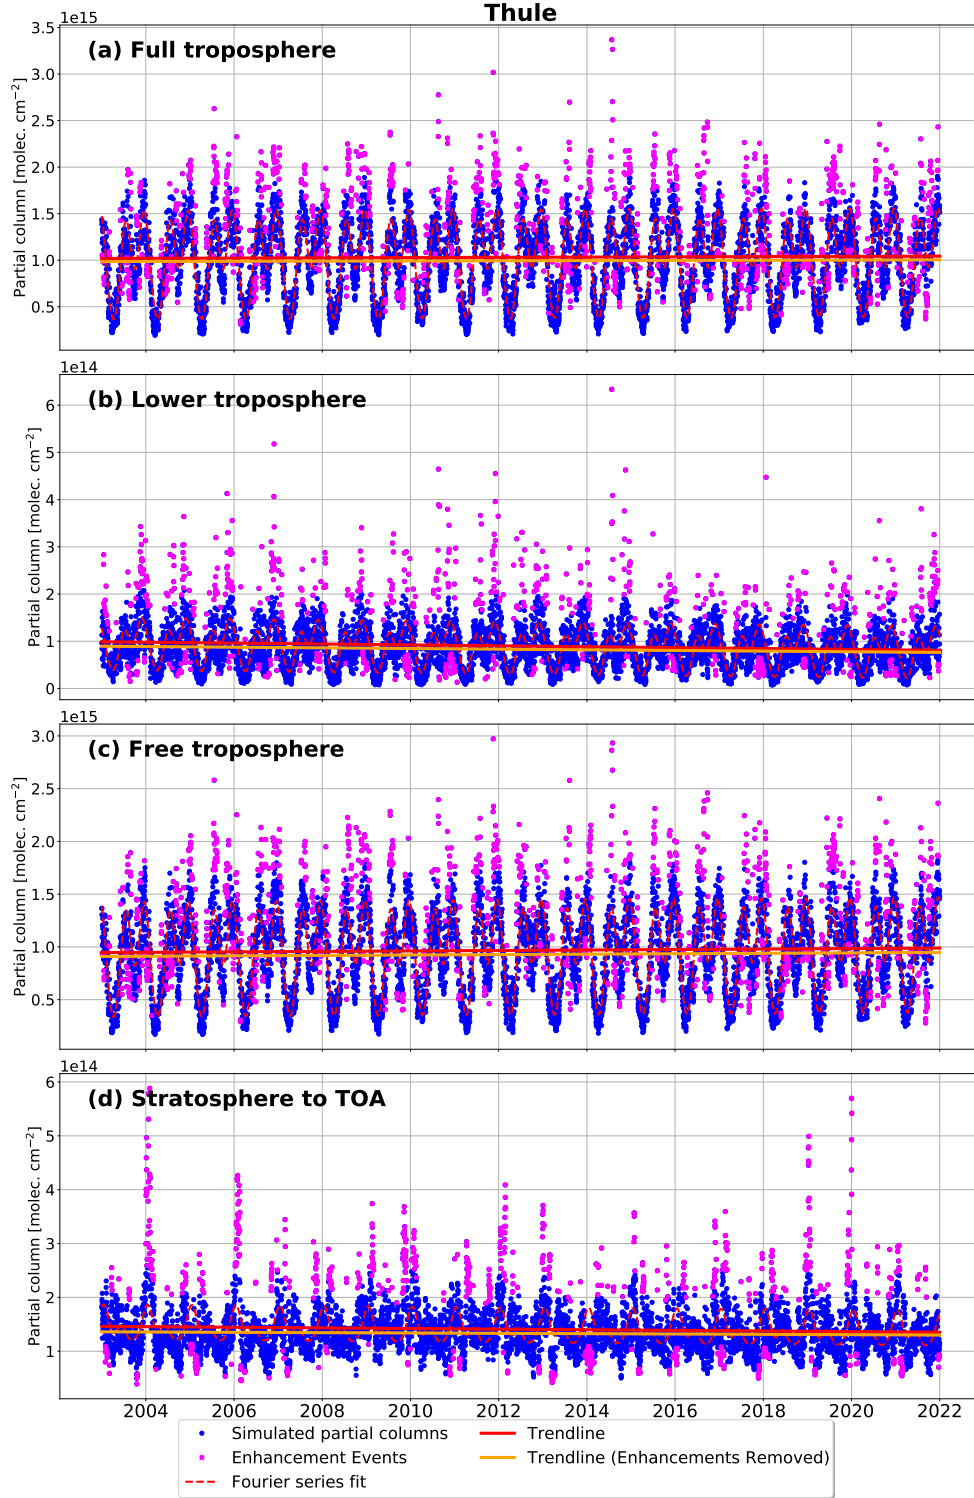 Thule
1e15
(a) Full troposphere
Partial column [molec. cm−2]
3.5
3.0
2.5
2.0
1.5
1.0
0.5
1e14
(b) Lower troposphere
Partial column [molec. cm−2]
6
5
4
3
2
1
0
1e15
(c) Free troposphere
Partial column [molec. cm−2]
3.0
2.5
2.0
1.5
1.0
0.5
1e14
(d) Stratosphere to TOA
Partial column [molec. cm−2]
6
5
4
3
2
1
2004 2006 2008 2010 2012 2014 2016 2018 2020 2022
Simulated partial columns
Enhancement Events
Fourier series fit
Trendline
Trendline (Enhancements Removed)